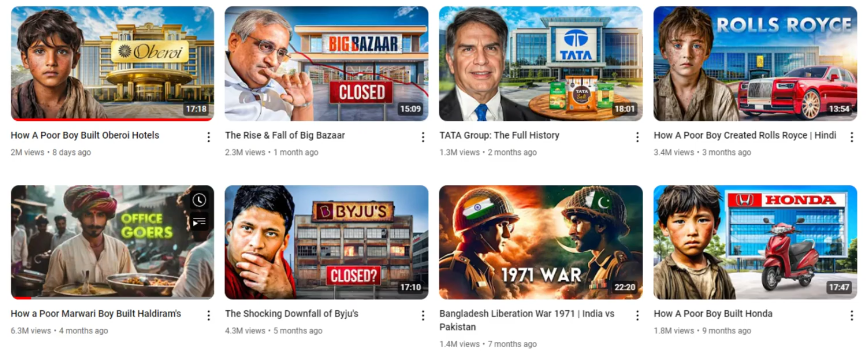 Oberoi
17:18
BIG BAZAAR
CLOSED
15:09
TATA
TATA
18:01
ROLLS ROYCE
13:54
How A Poor Boy Built Oberoi Hotels
2M views • 8 days ago
The Rise & Fall of Big Bazaar
2.3M views • 1 month ago
TATA Group: The Full History
1.3M views • 2 months ago
How A Poor Boy Created Rolls Royce | Hindi
3.4M views • 3 months ago
OFFICE
GOERS
BYJU'S
CLOSED?
17:10
1971 WAR
22:20
HONDA
17:47
How a Poor Marwari Boy Built Haldiram's
6.3M views • 4 months ago
The Shocking Downfall of Byju's
4.3M views • 5 months ago
Bangladesh Liberation War 1971 | India vs
Pakistan
1.4M views • 7 months ago
How A Poor Boy Built Honda
1.8M views • 9 months ago